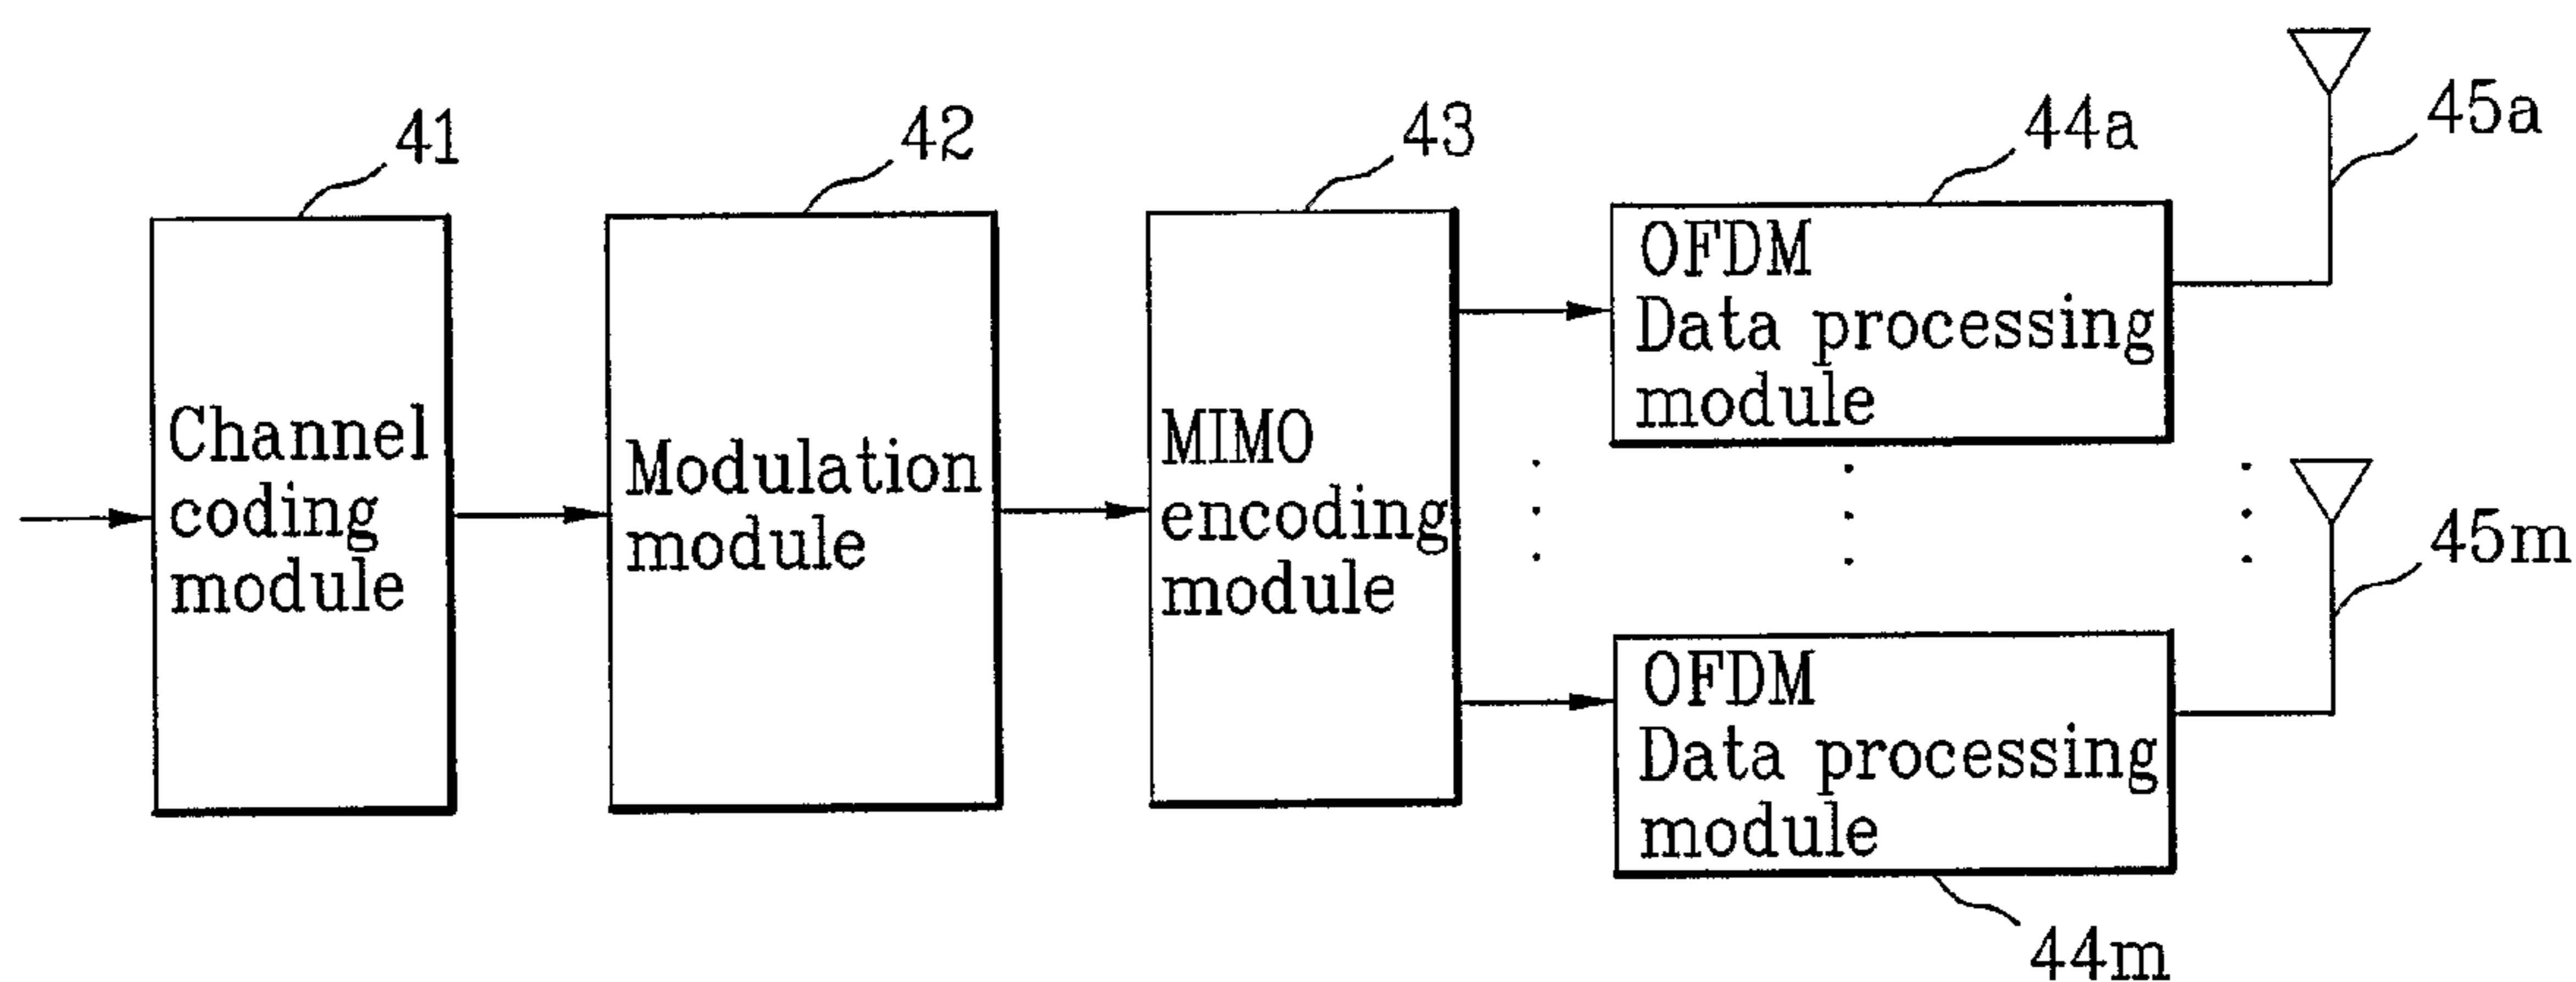 41
42
43
44a
45a
Channel
coding
module
Modulation
module
MIMO
encoding
module
OFDM
Data processing
module
45m
OFDM
Data processing
module
44m